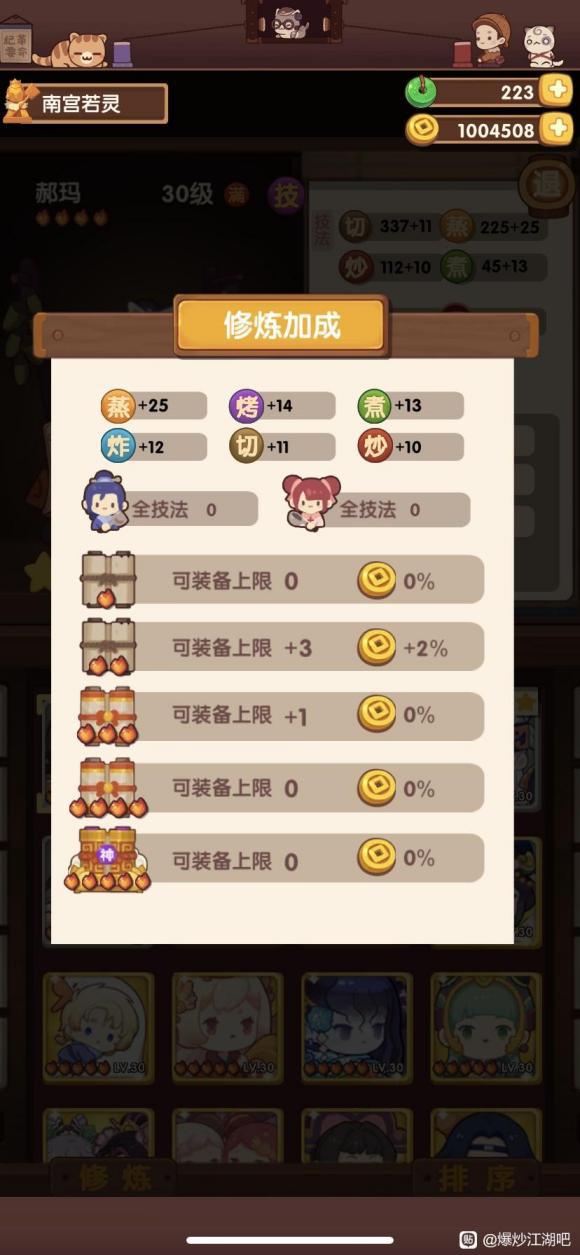 南宫若灵
223
1004508
郝玛 30级 满 技
退
技法
切 337+11 蒸 225+25
炒 112+10 煮 45+13
修炼加成
蒸 +25 烤 +14 煮 +13
炸 +12 切 +11 炒 +10
全技法 0 全技法 0
可装备上限 0 0%
可装备上限 +3 +2%
可装备上限 +1 0%
可装备上限 0 0%
神 可装备上限 0 0%
.30
.30
LV.30 LV.30 LV.30 LV.30
修炼 排序
贴 @爆炒江湖吧